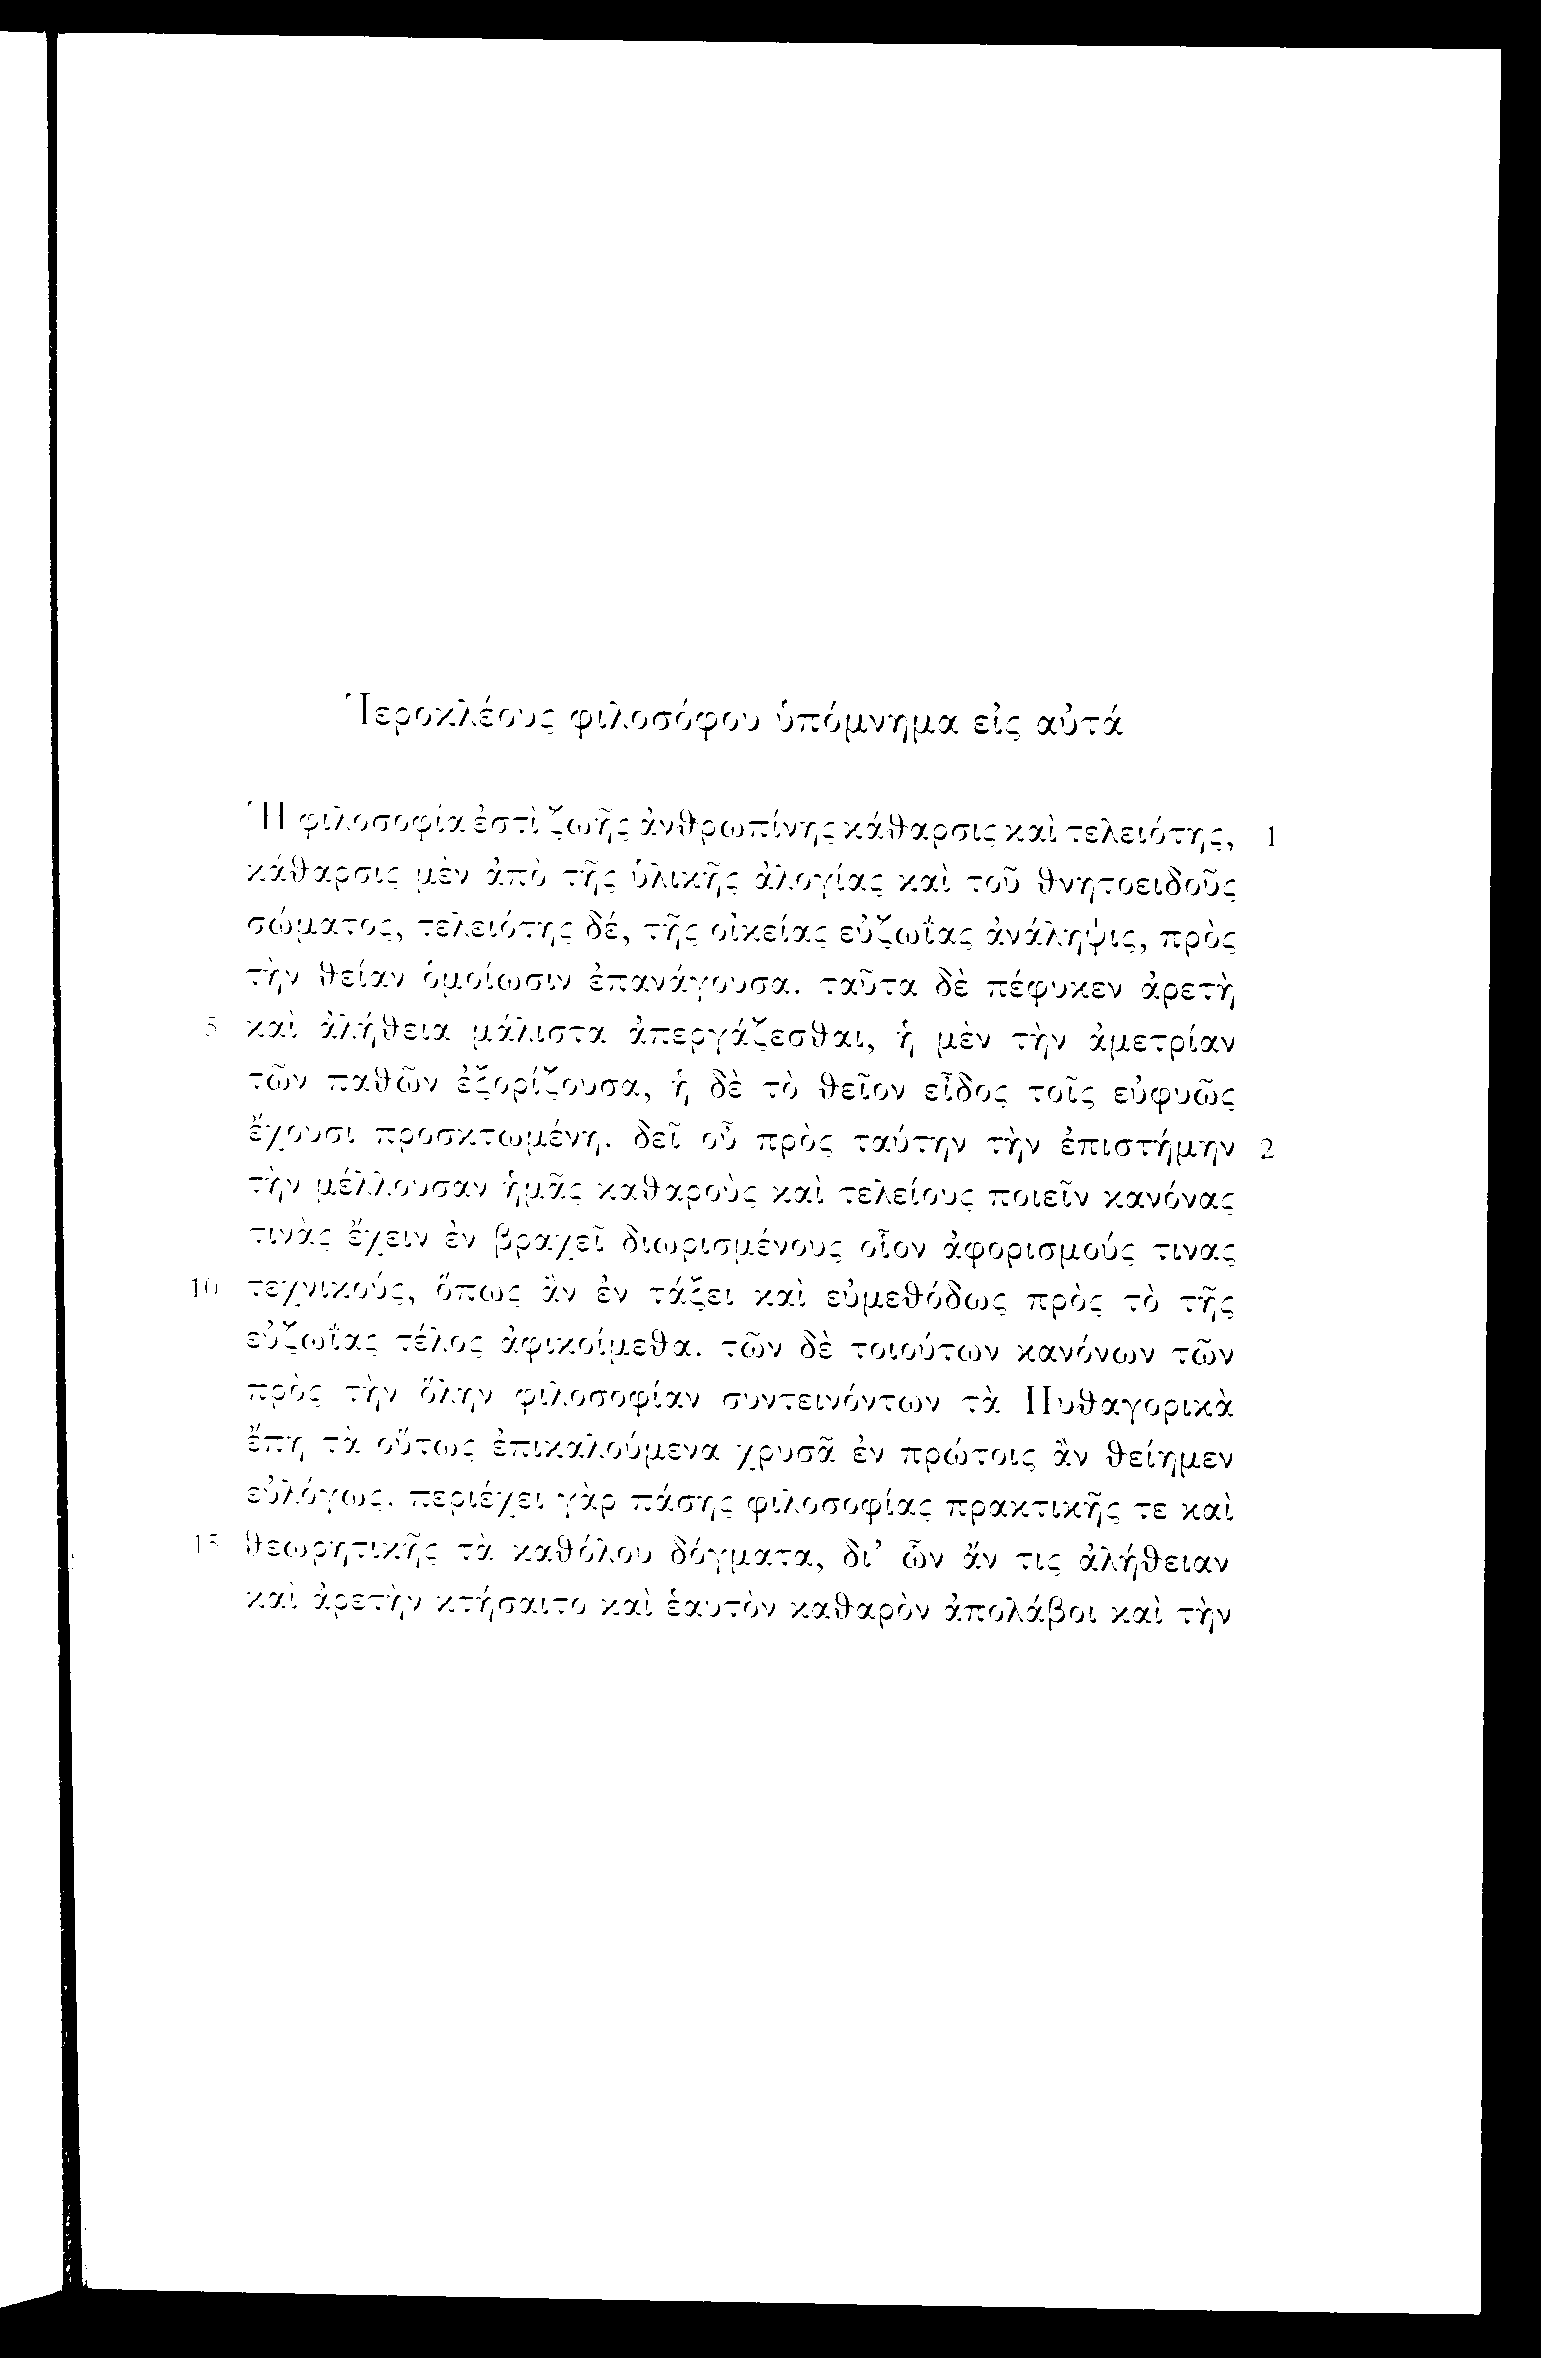 Ἱεροκλέους φιλοσόφου ὑπόμνημα εἰς αὐτά
Ἡ φιλοσοφία ἐστὶ ζωῆς ἀνθρωπίνης κάθαρσις καὶ τελειότης, 1
κάθαρσις μὲν ἀπὸ τῆς ὑλικῆς ἀλογίας καὶ τοῦ θνητοειδοῦς
σώματος, τελειότης δέ, τῆς οἰκείας εὐζωΐας ἀνάληψις, πρὸς
τὴν θείαν ὁμοίωσιν ἐπανάγουσα. ταῦτα δὲ πέφυκεν ἀρετὴ
5 καὶ ἀλήθεια μάλιστα ἀπεργάζεσθαι, ἡ μὲν τὴν ἀμετρίαν
τῶν παθῶν ἐξορίζουσα, ἡ δὲ τὸ θεῖον εἶδος τοῖς εὐφυῶς
ἔχουσι προσκτωμένη. δεῖ οὖ πρὸς ταύτην τὴν ἐπιστήμην 2
τὴν μέλλουσαν ἡμᾶς καθαροὺς καὶ τελείους ποιεῖν κανόνας
τινὰς ἔχειν ἐν βραχεῖ διωρισμένους οἷον ἀφορισμούς τινας
10 τεχνικούς, ὅπως ἂν ἐν τάξει καὶ εὐμεθόδως πρὸς τὸ τῆς
εὐζωΐας τέλος ἀφικοίμεθα. τῶν δὲ τοιούτων κανόνων τῶν
πρὸς τὴν ὅλην φιλοσοφίαν συντεινόντων τὰ Πυθαγορικὰ
ἔπη τὰ οὕτως ἐπικαλούμενα χρυσᾶ ἐν πρώτοις ἂν θείημεν
εὐλόγως. περιέχει γὰρ πάσης φιλοσοφίας πρακτικῆς τε καὶ
15 θεωρητικῆς τὰ καθόλου δόγματα, δι’ ὧν ἄν τις ἀλήθειαν
καὶ ἀρετὴν κτήσαιτο καὶ ἑαυτὸν καθαρὸν ἀπολάβοι καὶ τὴν